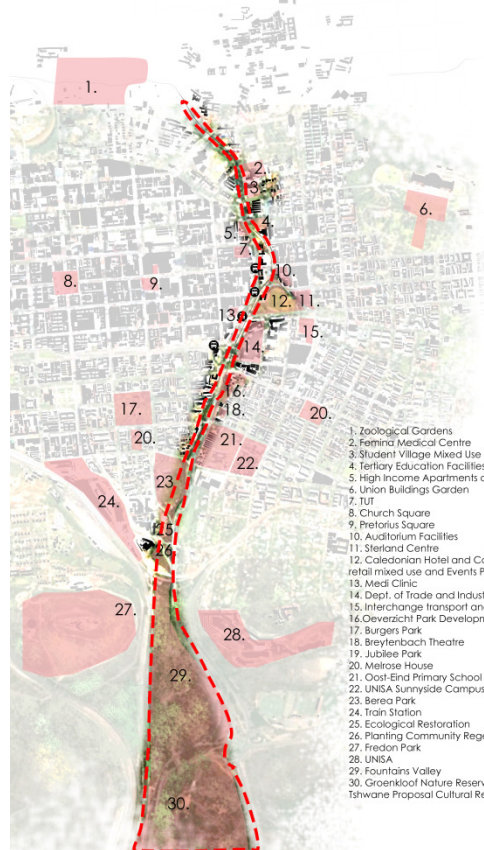 1.
2.
3.
6.
4.
5.
7.
10.
8.
9.
12.
11.
13.
15.
14.
16.
17.
18.
20.
20.
21.
22.
23.
24.
25.
26.
27.
28.
29.
30.
1. Zoological Gardens
2. Femina Medical Centre
3. Student Village Mixed Use
4. Tertiary Education Facilities
5. High Income Apartments
6. Union Buildings Garden
7. TUT
8. Church Square
9. Pretorius Square
10. Auditorium Facilities
11. Sterland Centre
12. Caledonian Hotel and
retail mixed use and Events
13. Medi Clinic
14. Dept. of Trade and
15. Interchange transport
16.Oeverzicht Park
17. Burgers Park
18. Breytenbach Theatre
19. Jubilee Park
20. Melrose House
21. Oost-Eind Primary School
22. UNISA Sunnyside Campus
23. Berea Park
24. Train Station
25. Ecological Restoration
26. Planting Community
27. Fredon Park
28. UNISA
29. Fountains Valley
30. Groenkloof Nature
Tshwane Proposal Cultural